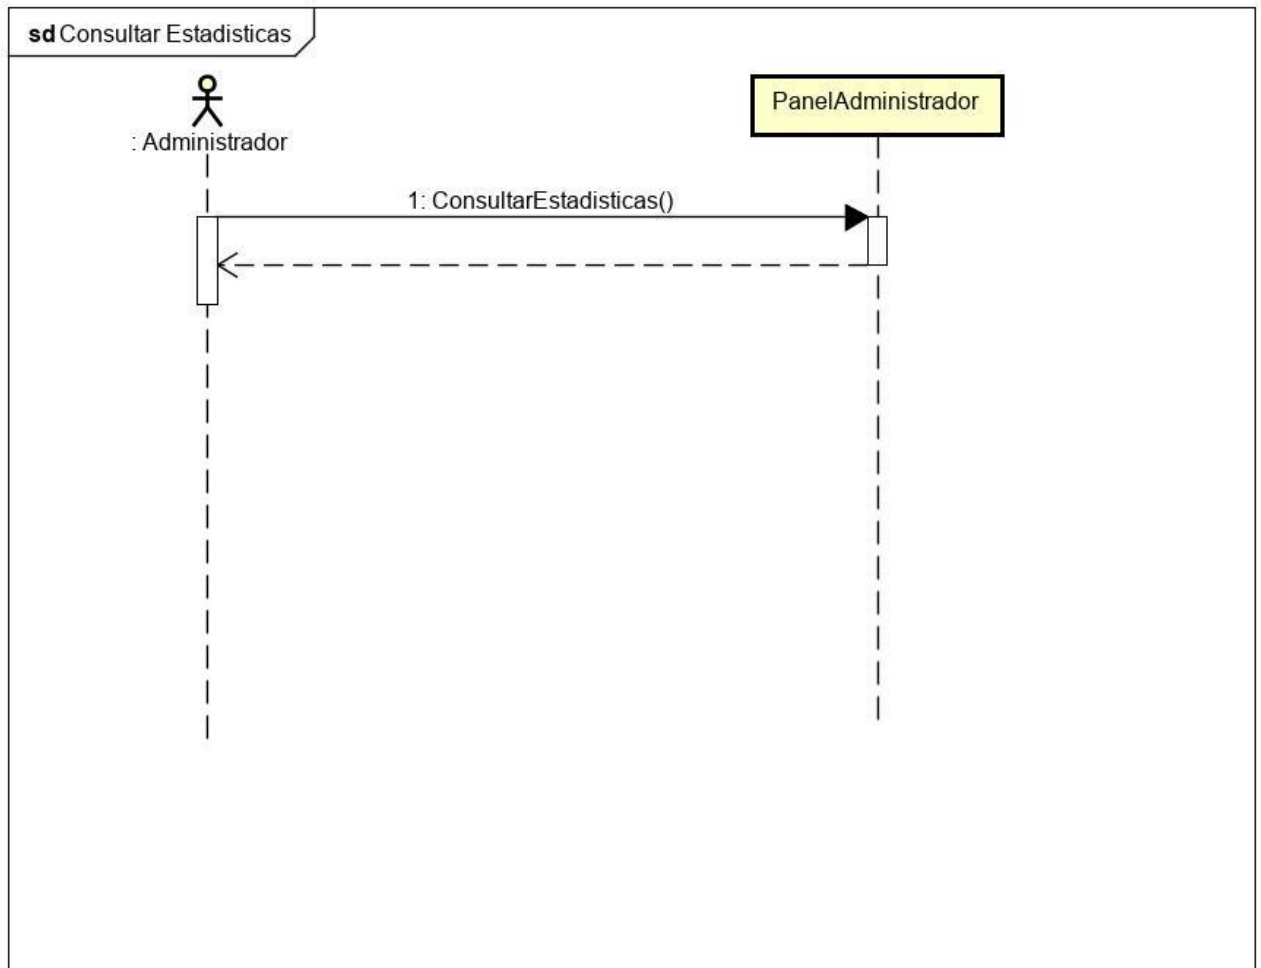 sd Consultar Estadisticas
: Administrador
PanelAdministrador
1: ConsultarEstadisticas()